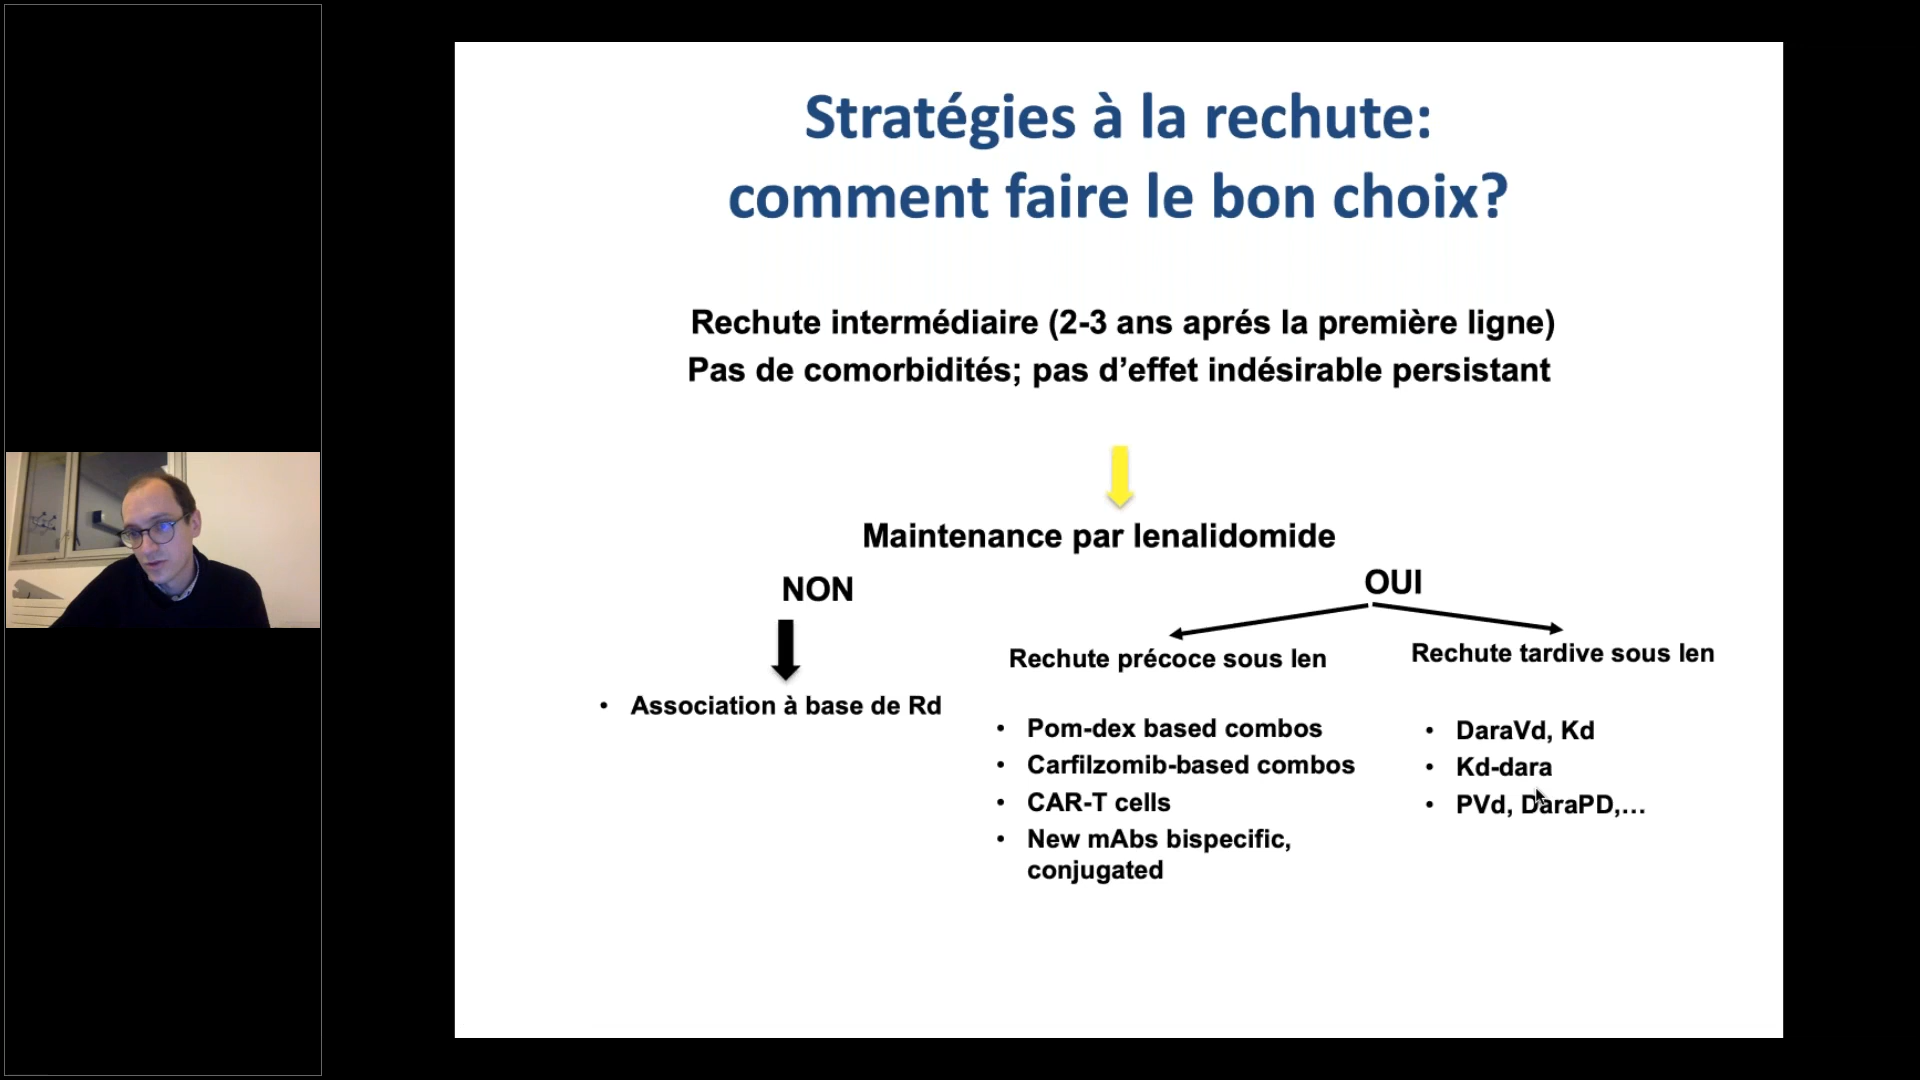 Stratégies à la rechute:
comment faire le bon choix?
Rechute intermédiaire (2-3 ans aprés la première ligne)
Pas de comorbidités; pas d’effet indésirable persistant
Maintenance par lenalidomide
NON
OUI
• Association à base de Rd
Rechute précoce sous len
• Pom-dex based combos
• Carfilzomib-based combos
• CAR-T cells
• New mAbs bispecific,
conjugated
Rechute tardive sous len
• DaraVd, Kd
• Kd-dara
• PVd, DaraPD,…